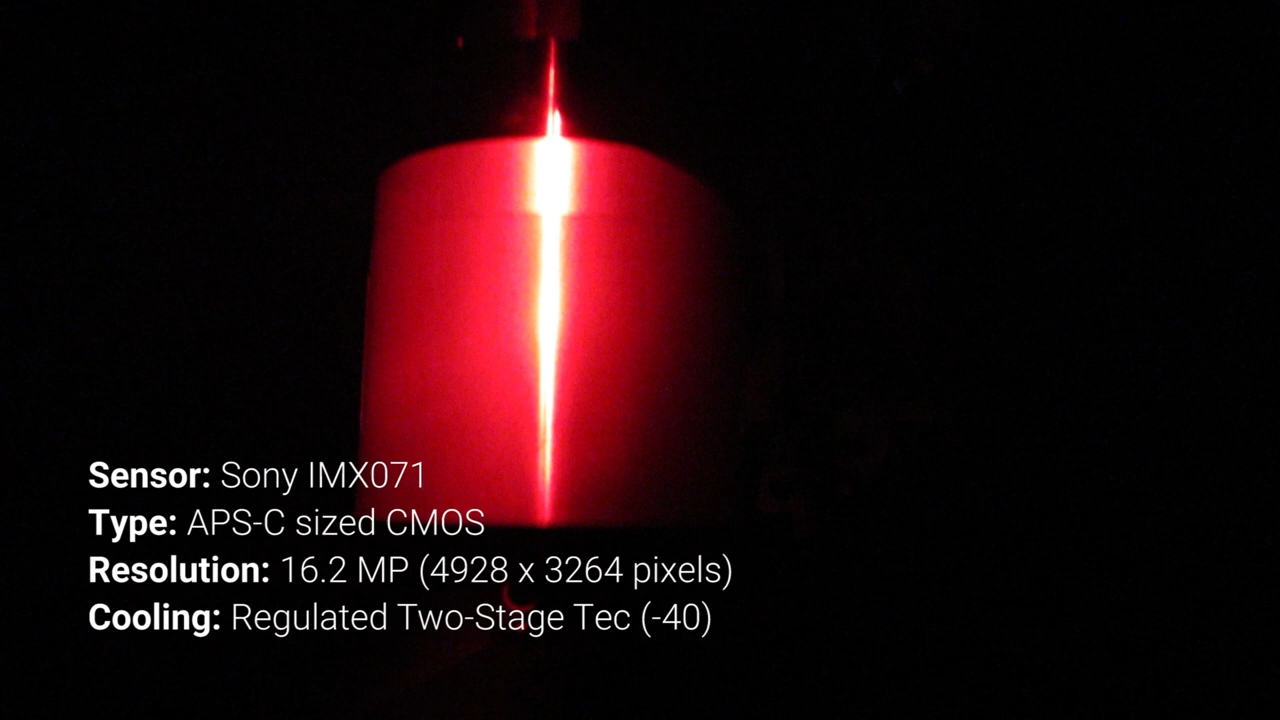 Sensor: Sony IMX071
Type: APS-C sized CMOS
Resolution: 16.2 MP (4928 x 3264 pixels)
Cooling: Regulated Two-Stage Tec (-40)